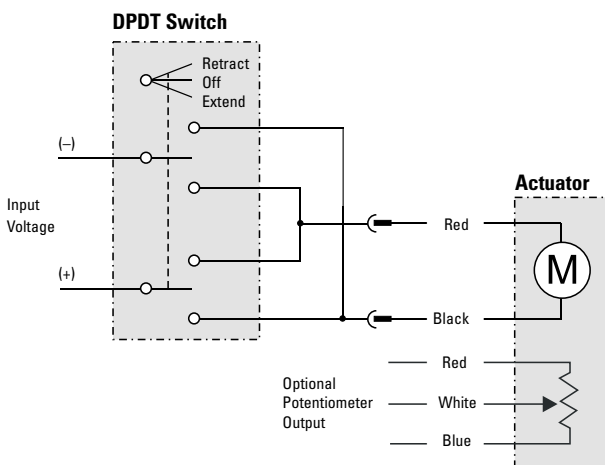 DPDT Switch
Retract
Off
Extend
(–)
Input
Voltage
(+)
Actuator
Red
M
Black
Red
Optional
Potentiometer
Output
White
Blue